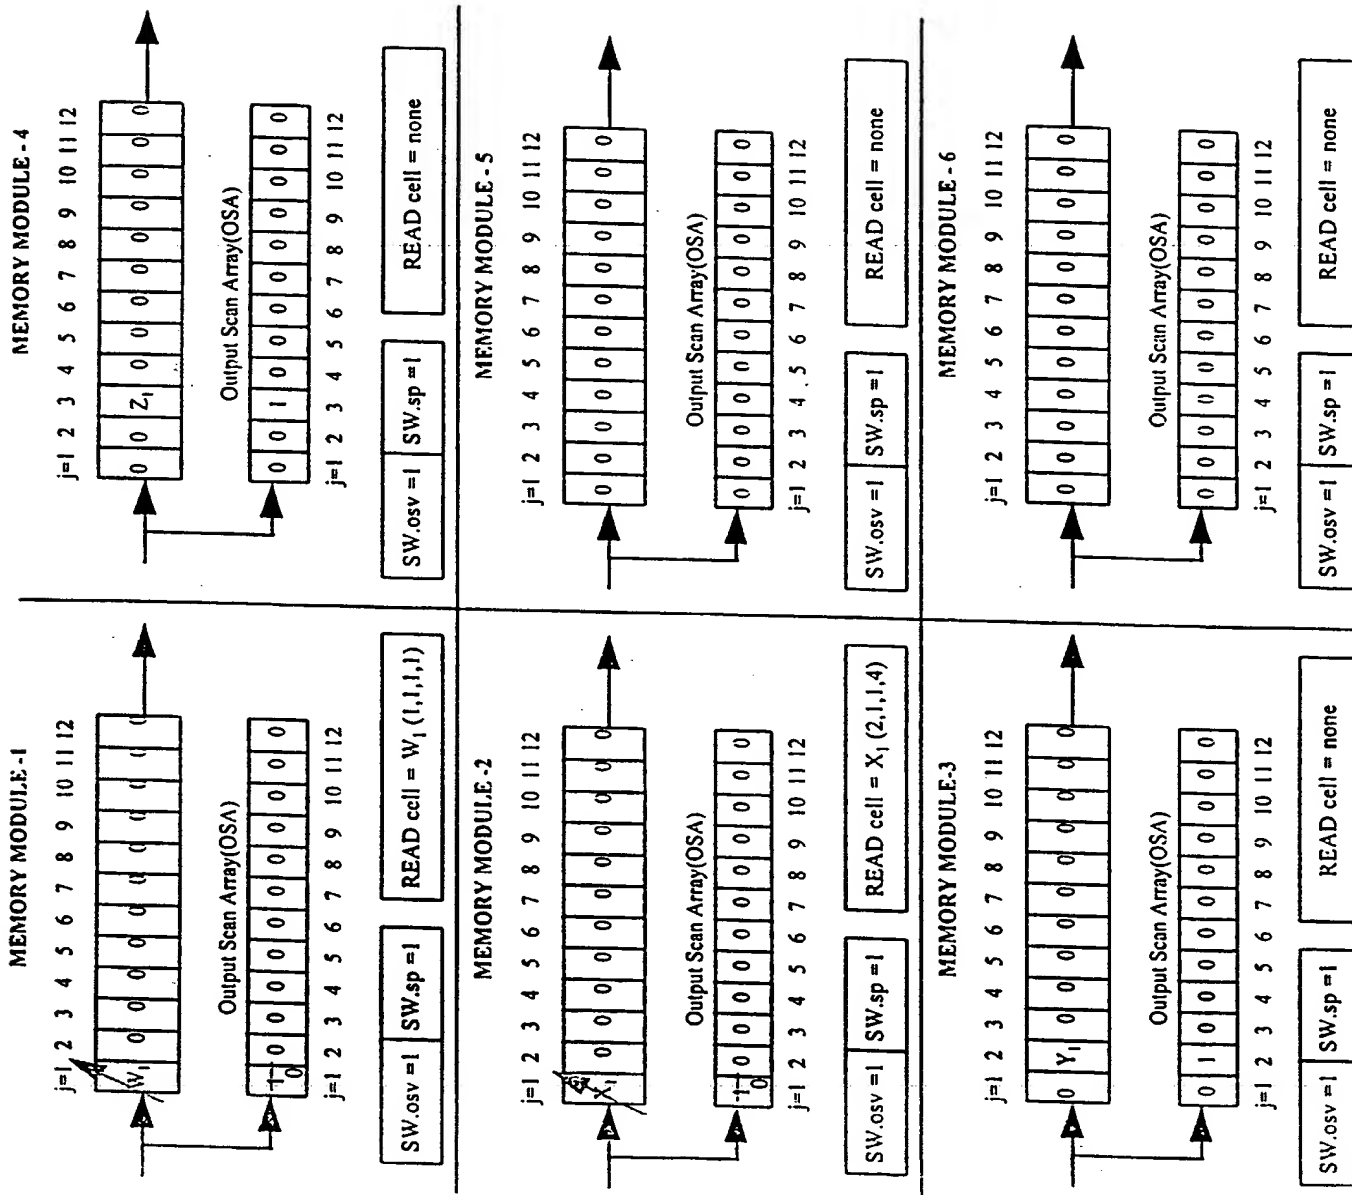 MEMORY MODULE-1
j=1 2 3 4 5 6 7 8 9 10 11 12
W₁ 0 0 0 0 0 0 0 0 0 0 0
Output Scan Array(OSA)
1 0 0 0 0 0 0 0 0 0 0 0
0
j=1 2 3 4 5 6 7 8 9 10 11 12
SW.osv =1 SW.sp =1 READ cell = W₁ (1,1,1,1)
MEMORY MODULE - 4
j=1 2 3 4 5 6 7 8 9 10 11 12
0 0 Z₁ 0 0 0 0 0 0 0 0 0
Output Scan Array(OSA)
0 0 1 0 0 0 0 0 0 0 0 0
j=1 2 3 4 5 6 7 8 9 10 11 12
SW.osv =1 SW.sp =1 READ cell = none
MEMORY MODULE -2
j=1 2 3 4 5 6 7 8 9 10 11 12
X₁ 0 0 0 0 0 0 0 0 0 0 0
Output Scan Array(OSA)
1 0 0 0 0 0 0 0 0 0 0 0
0
j=1 2 3 4 5 6 7 8 9 10 11 12
SW.osv =1 SW.sp =1 READ cell = X₁ (2,1,1,4)
MEMORY MODULE - 5
j=1 2 3 4 5 6 7 8 9 10 11 12
0 0 0 0 0 0 0 0 0 0 0 0
Output Scan Array(OSA)
0 0 0 0 0 0 0 0 0 0 0 0
j=1 2 3 4 5 6 7 8 9 10 11 12
SW.osv =1 SW.sp =1 READ cell = none
MEMORY MODULE-3
j=1 2 3 4 5 6 7 8 9 10 11 12
0 Y₁ 0 0 0 0 0 0 0 0 0 0
Output Scan Array(OSA)
0 1 0 0 0 0 0 0 0 0 0 0
j=1 2 3 4 5 6 7 8 9 10 11 12
SW.osv =1 SW.sp =1 READ cell = none
MEMORY MODULE - 6
j=1 2 3 4 5 6 7 8 9 10 11 12
0 0 0 0 0 0 0 0 0 0 0 0
Output Scan Array(OSA)
0 0 0 0 0 0 0 0 0 0 0 0
j=1 2 3 4 5 6 7 8 9 10 11 12
SW.osv =1 SW.sp =1 READ cell = none